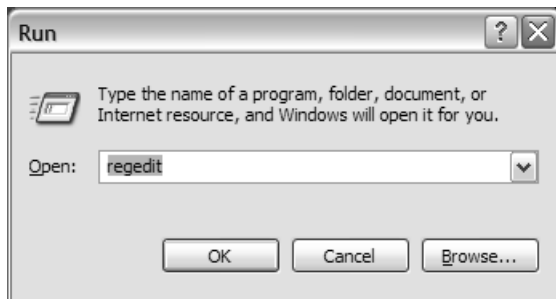 Run
Type the name of a program, folder, document, or
Internet resource, and Windows will open it for you.
Open: regedit
OK Cancel Browse...